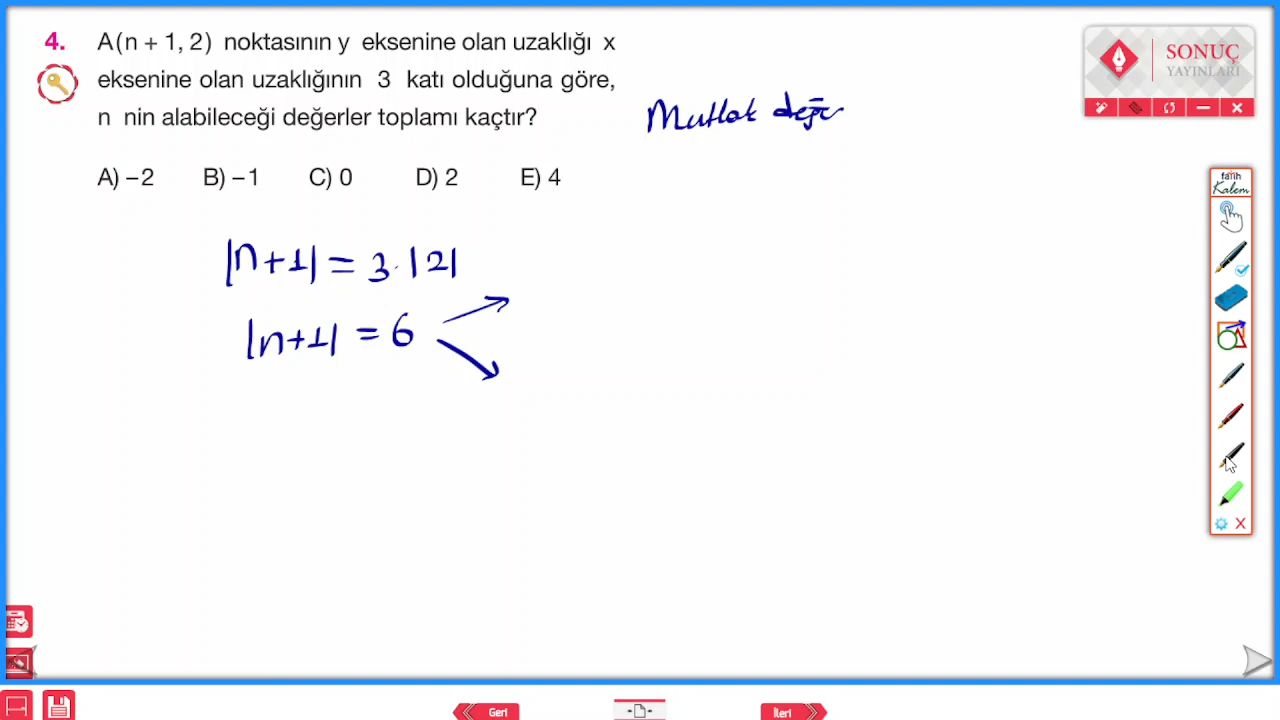 4. A(n + 1, 2) noktasının y eksenine olan uzaklığı x
eksenine olan uzaklığının 3 katı olduğuna göre,
n nin alabileceği değerler toplamı kaçtır?
A) –2 B) –1 C) 0 D) 2 E) 4
Mutlak değer
|n+1| = 3.|2|
|n+1| = 6
SONUÇ
YAYINLARI
fatih
Kalem
Geri
İleri